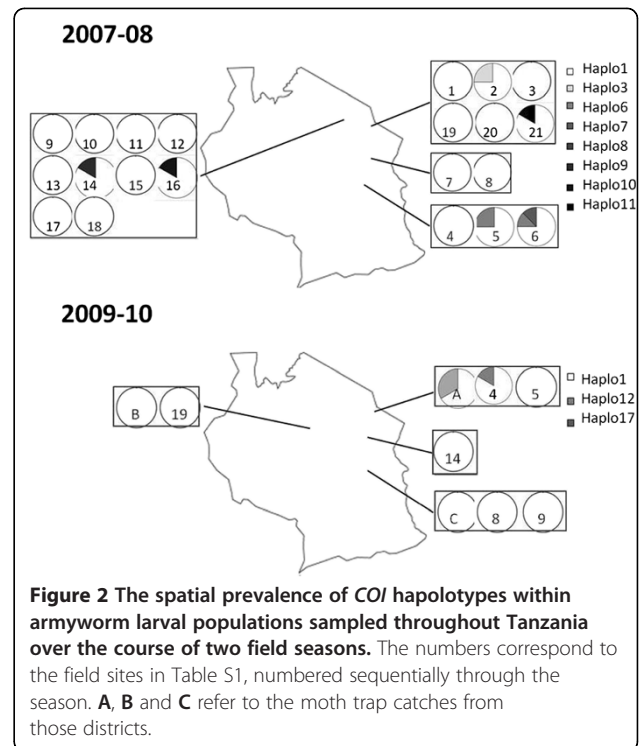 2007-08
1 2 3
19 20 21
Haplo1
Haplo3
Haplo6
Haplo7
Haplo8
Haplo9
Haplo10
Haplo11
9 10 11 12
13 14 15 16
17 18
7 8
4 5 6
2009-10
B 19
A 4 5
Haplo1
Haplo12
Haplo17
14
C 8 9
Figure 2 The spatial prevalence of COI hapolotypes within
armyworm larval populations sampled throughout Tanzania
over the course of two field seasons. The numbers correspond to
the field sites in Table S1, numbered sequentially through the
season. A, B and C refer to the moth trap catches from
those districts.